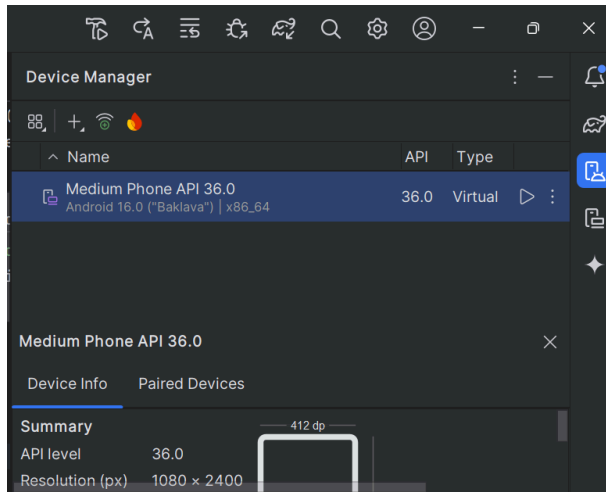 Device Manager
Name API Type
Medium Phone API 36.0 36.0 Virtual
Android 16.0 ("Baklava") | x86_64
Medium Phone API 36.0
Device Info Paired Devices
Summary 412 dp
API level 36.0
Resolution (px) 1080 × 2400